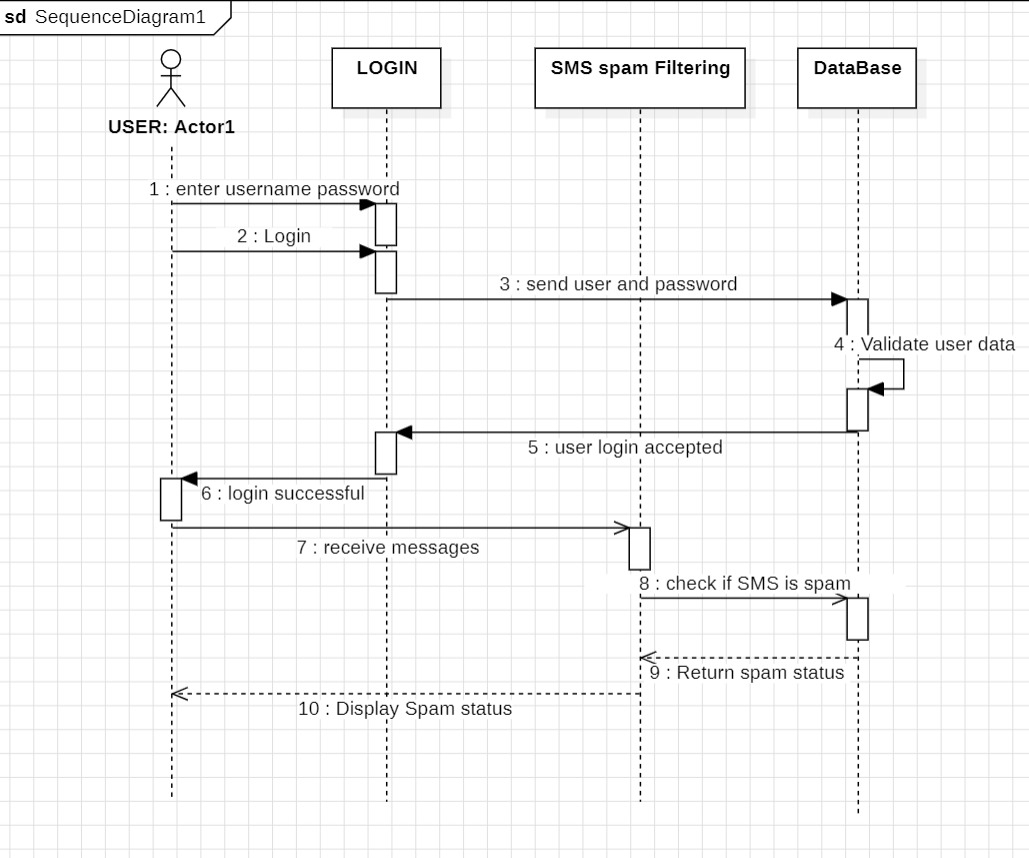 sd SequenceDiagram1
LOGIN
SMS spam Filtering
DataBase
USER: Actor1
1 : enter username password
2 : Login
3 : send user and password
4 : Validate user data
5 : user login accepted
6 : login successful
7 : receive messages
8 : check if SMS is spam
9 : Return spam status
10 : Display Spam status